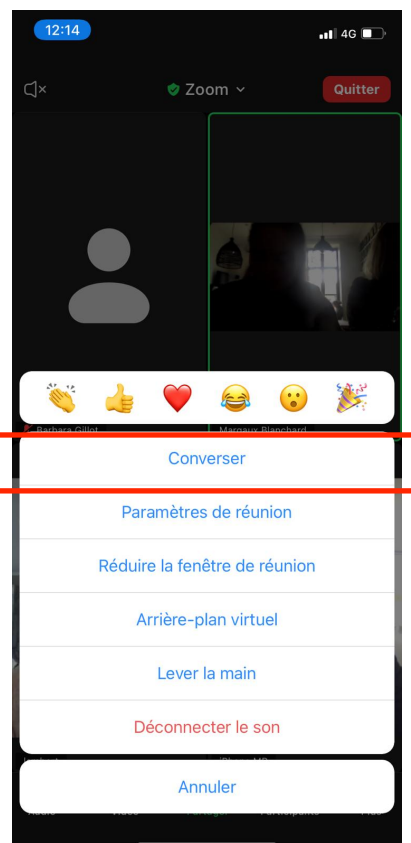 12:14
4G
Zoom
Quitter
Barbara Gillot
Margaux Blanchard
Converser
Paramètres de réunion
Réduire la fenêtre de réunion
Arrière-plan virtuel
Lever la main
Déconnecter le son
Annuler